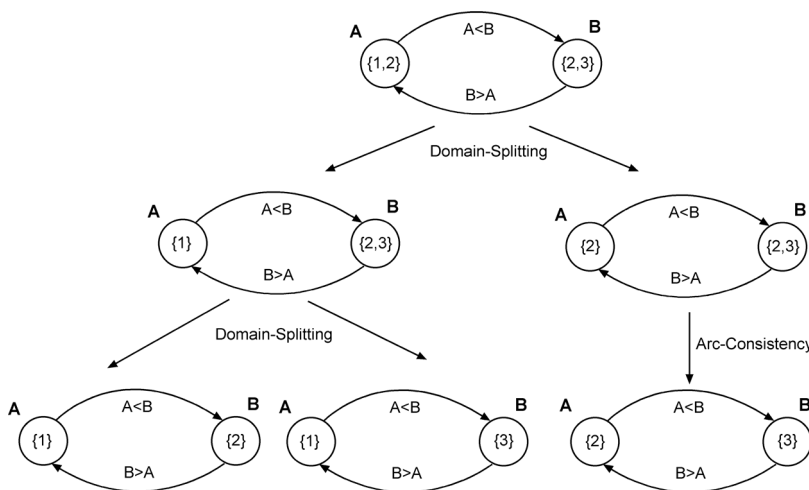 A
B
A<B
{1,2}
{2,3}
B>A
Domain-Splitting
A
B
A<B
{1}
{2,3}
B>A
A
B
A<B
{2}
{2,3}
B>A
Domain-Splitting
Arc-Consistency
A
B
A<B
{1}
{2}
B>A
A
B
A<B
{1}
{3}
B>A
A
B
A<B
{2}
{3}
B>A